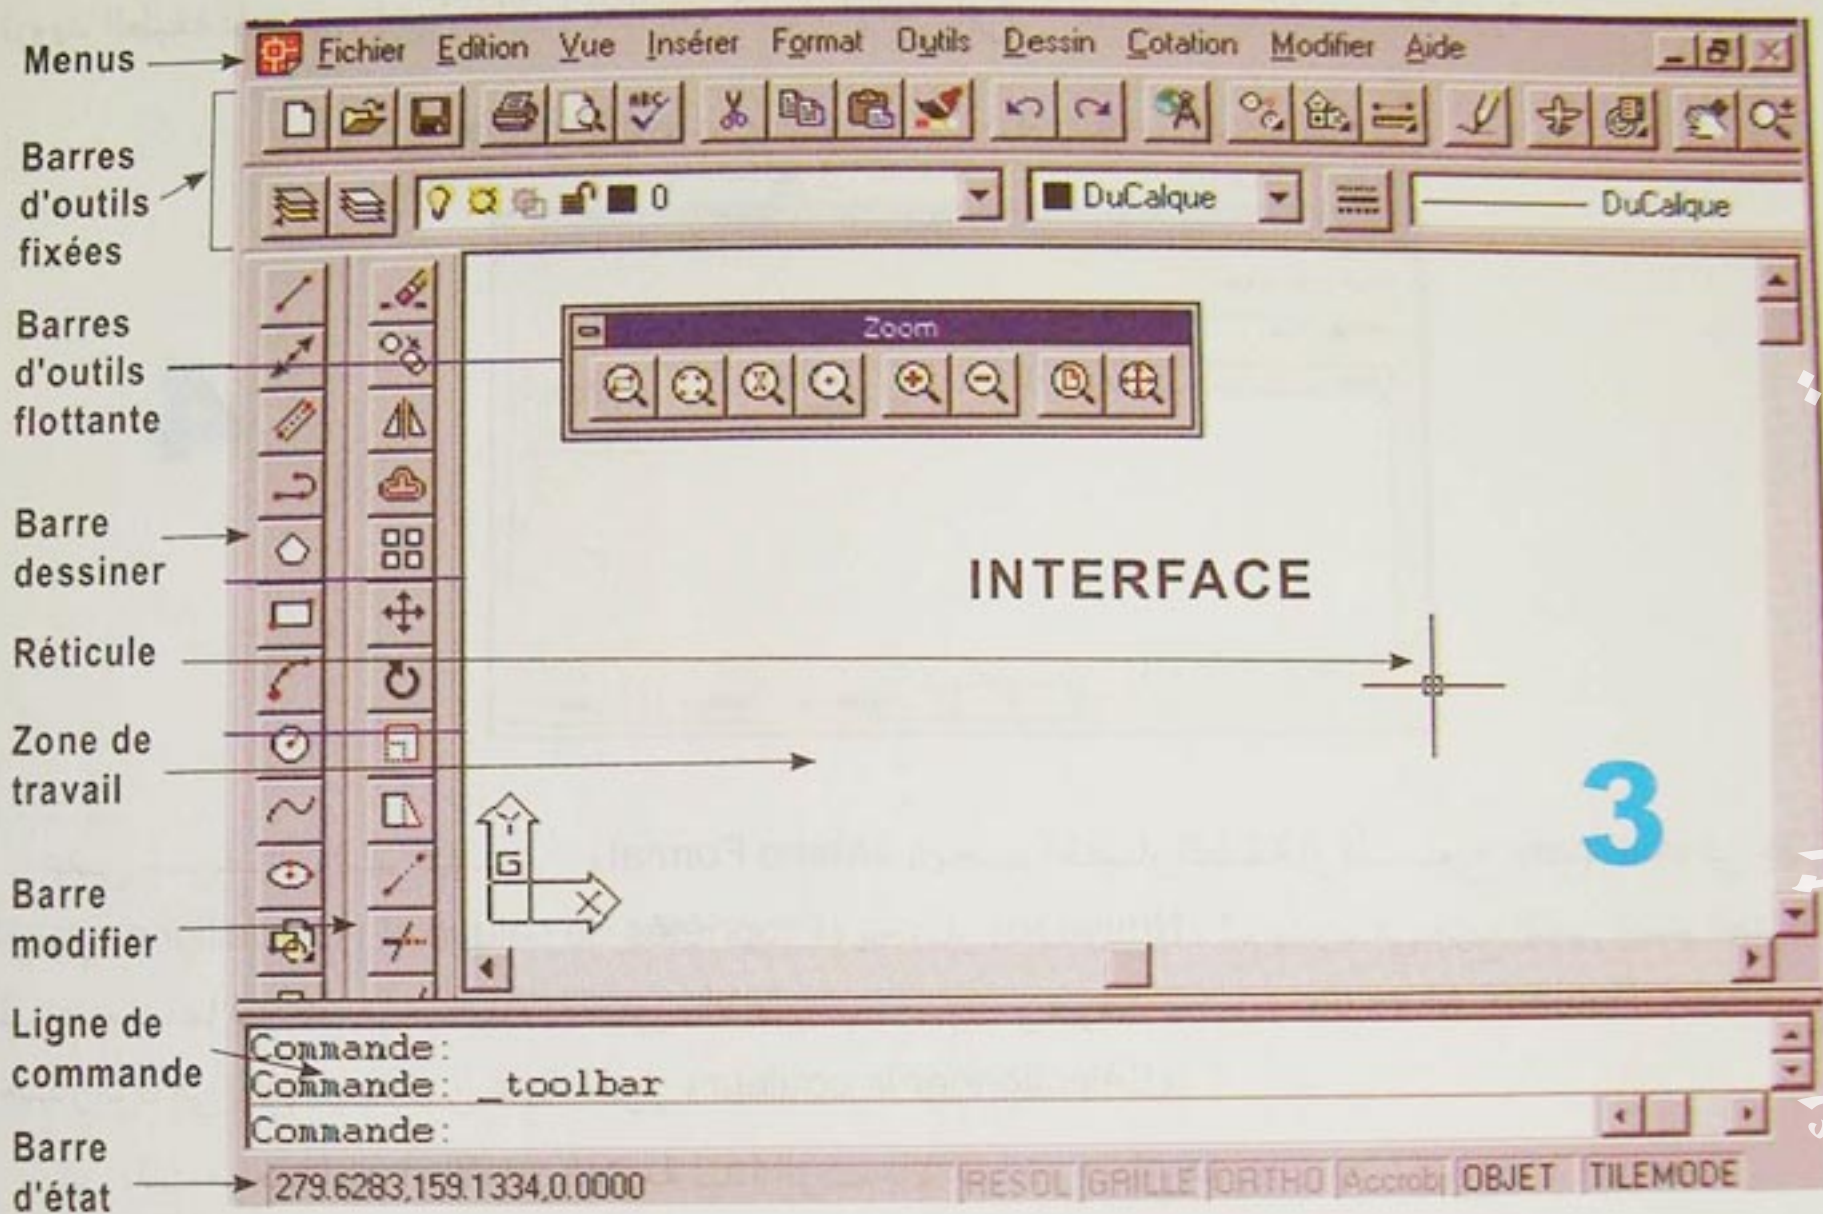 Menus
Fichier Edition Vue Insérer Format Outils Dessin Cotation Modifier Aide
Barres
d'outils
fixées
ABC
0
DuCalque
DuCalque
Barres
d'outils
flottante
Zoom
Barre
dessiner
INTERFACE
Réticule
Zone de
travail
3
Y
G
X
Barre
modifier
Ligne de
commande
Commande:
Commande: _toolbar
Commande:
Barre
d'état
279.6283,159.1334,0.0000
RESOL GRILLE ORTHO Accrobj OBJET TILEMODE